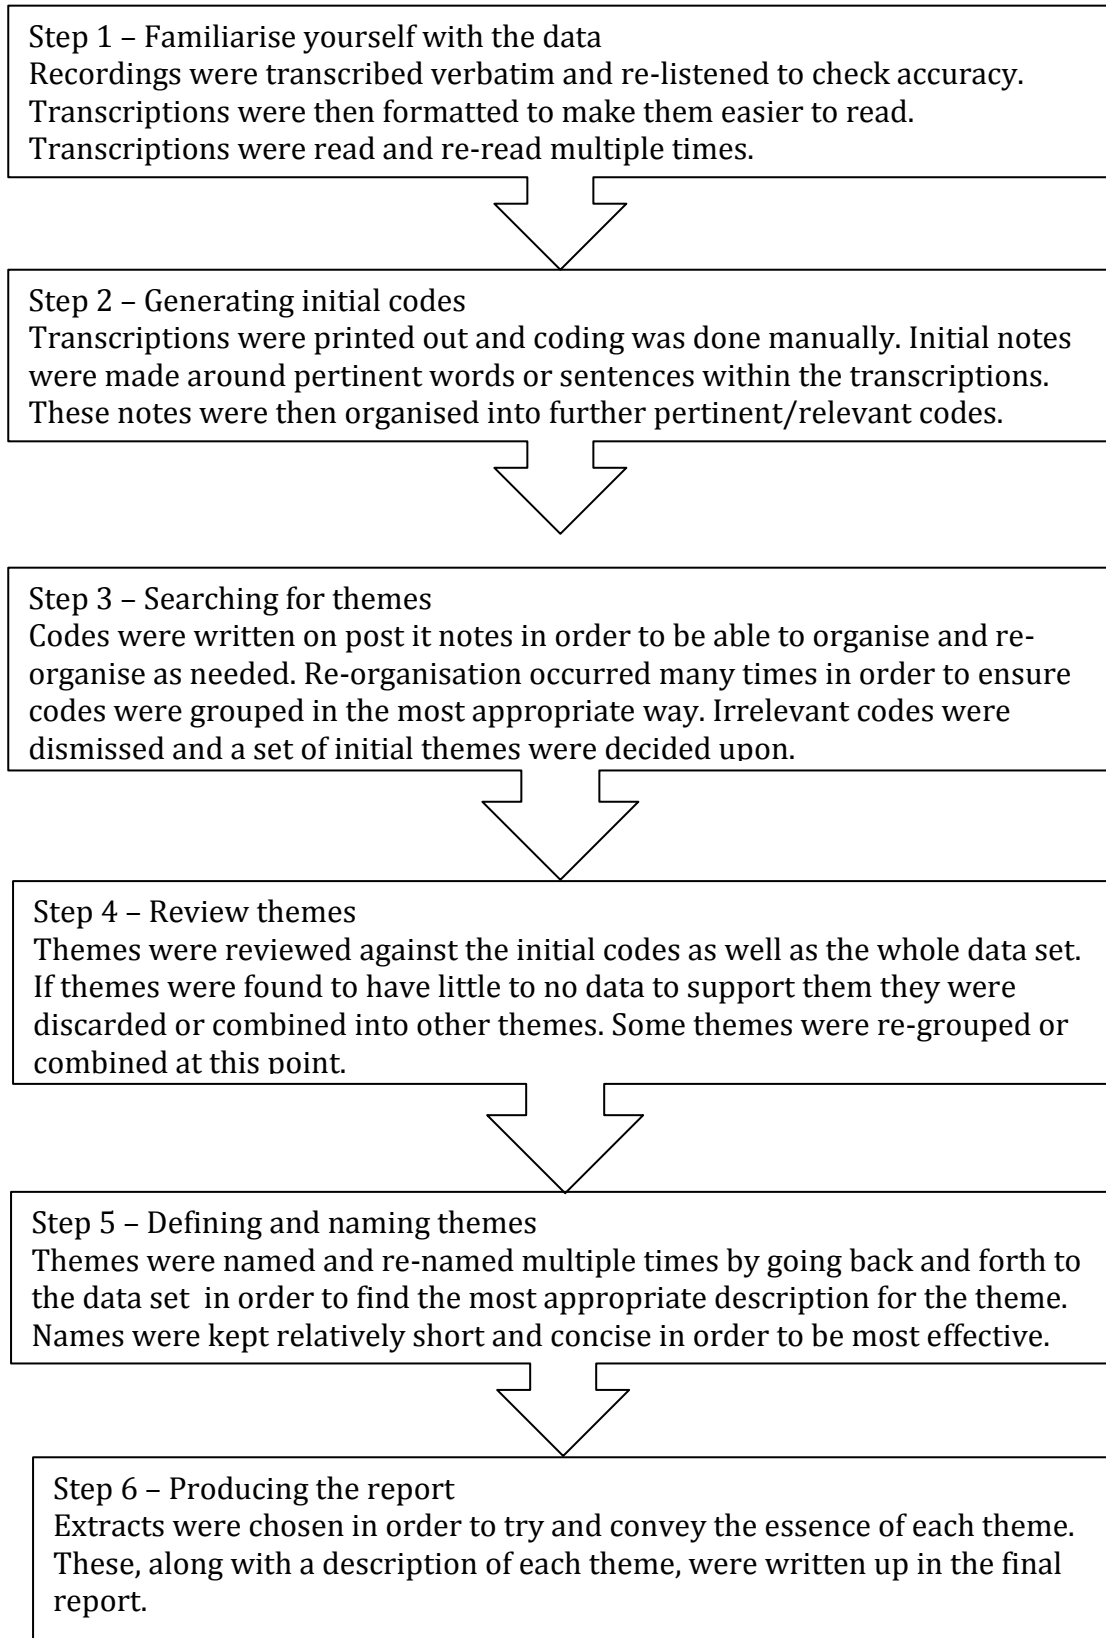 Step 1 – Familiarise yourself with the data
Recordings were transcribed verbatim and re-listened to check accuracy.
Transcriptions were then formatted to make them easier to read.
Transcriptions were read and re-read multiple times.
Step 2 – Generating initial codes
Transcriptions were printed out and coding was done manually. Initial notes
were made around pertinent words or sentences within the transcriptions.
These notes were then organised into further pertinent/relevant codes.
Step 3 – Searching for themes
Codes were written on post it notes in order to be able to organise and re-
organise as needed. Re-organisation occurred many times in order to ensure
codes were grouped in the most appropriate way. Irrelevant codes were
dismissed and a set of initial themes were decided upon.
Step 4 – Review themes
Themes were reviewed against the initial codes as well as the whole data set.
If themes were found to have little to no data to support them they were
discarded or combined into other themes. Some themes were re-grouped or
combined at this point.
Step 5 – Defining and naming themes
Themes were named and re-named multiple times by going back and forth to
the data set  in order to find the most appropriate description for the theme.
Names were kept relatively short and concise in order to be most effective.
Step 6 – Producing the report
Extracts were chosen in order to try and convey the essence of each theme.
These, along with a description of each theme, were written up in the final
report.